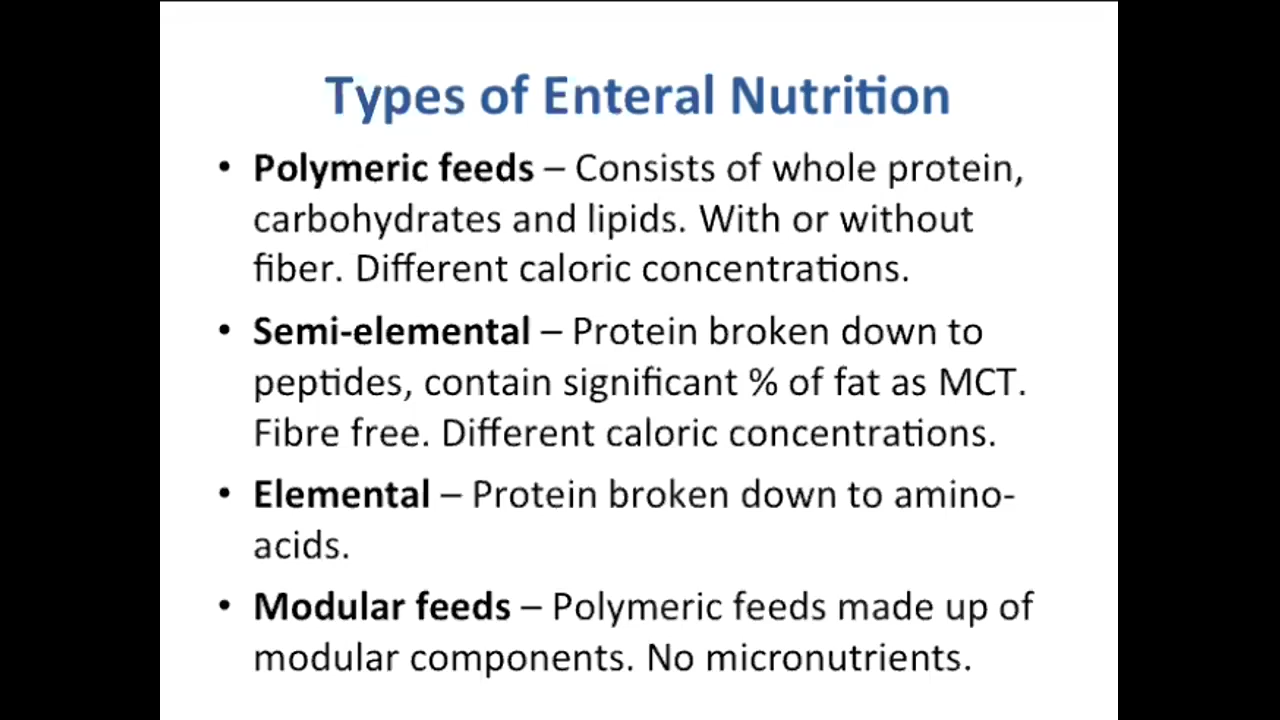 Types of Enteral Nutrition
• Polymeric feeds – Consists of whole protein,
carbohydrates and lipids. With or without
fiber. Different caloric concentrations.
• Semi-elemental – Protein broken down to
peptides, contain significant % of fat as MCT.
Fibre free. Different caloric concentrations.
• Elemental – Protein broken down to amino-
acids.
• Modular feeds – Polymeric feeds made up of
modular components. No micronutrients.